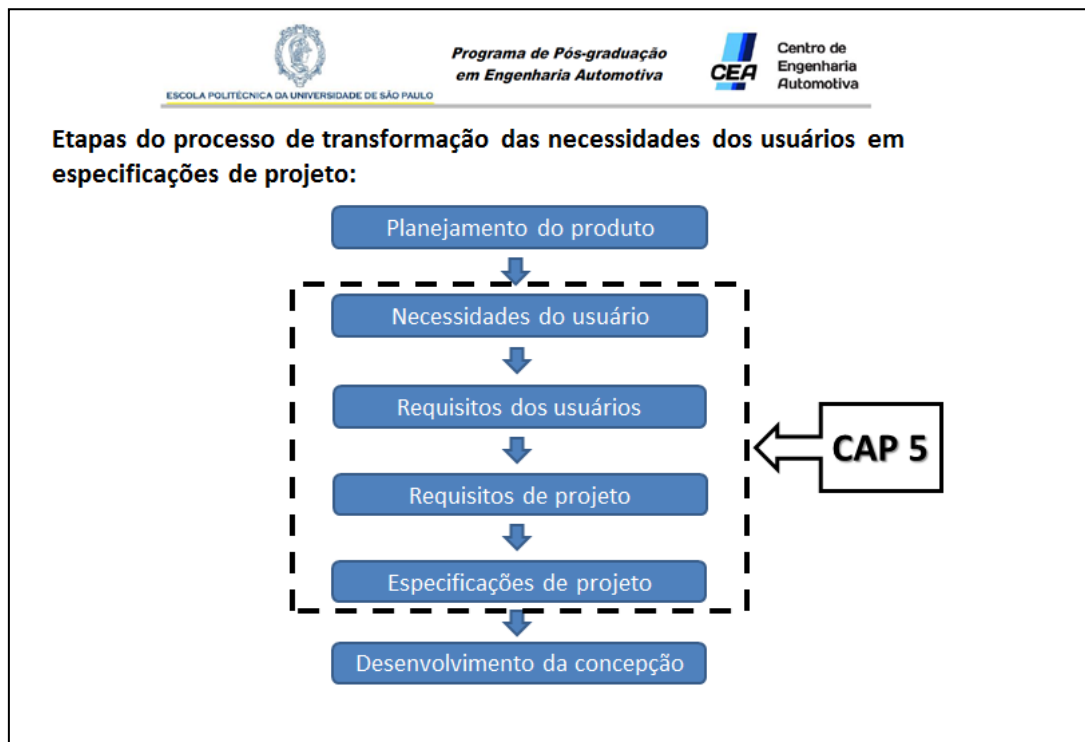 ESCOLA POLITÉCNICA DA UNIVERSIDADE DE SÃO PAULO
Programa de Pós-graduação
em Engenharia Automotiva
CEA
Centro de
Engenharia
Automotiva
Etapas do processo de transformação das necessidades dos usuários em
especificações de projeto:
Planejamento do produto
Necessidades do usuário
Requisitos dos usuários
CAP 5
Requisitos de projeto
Especificações de projeto
Desenvolvimento da concepção